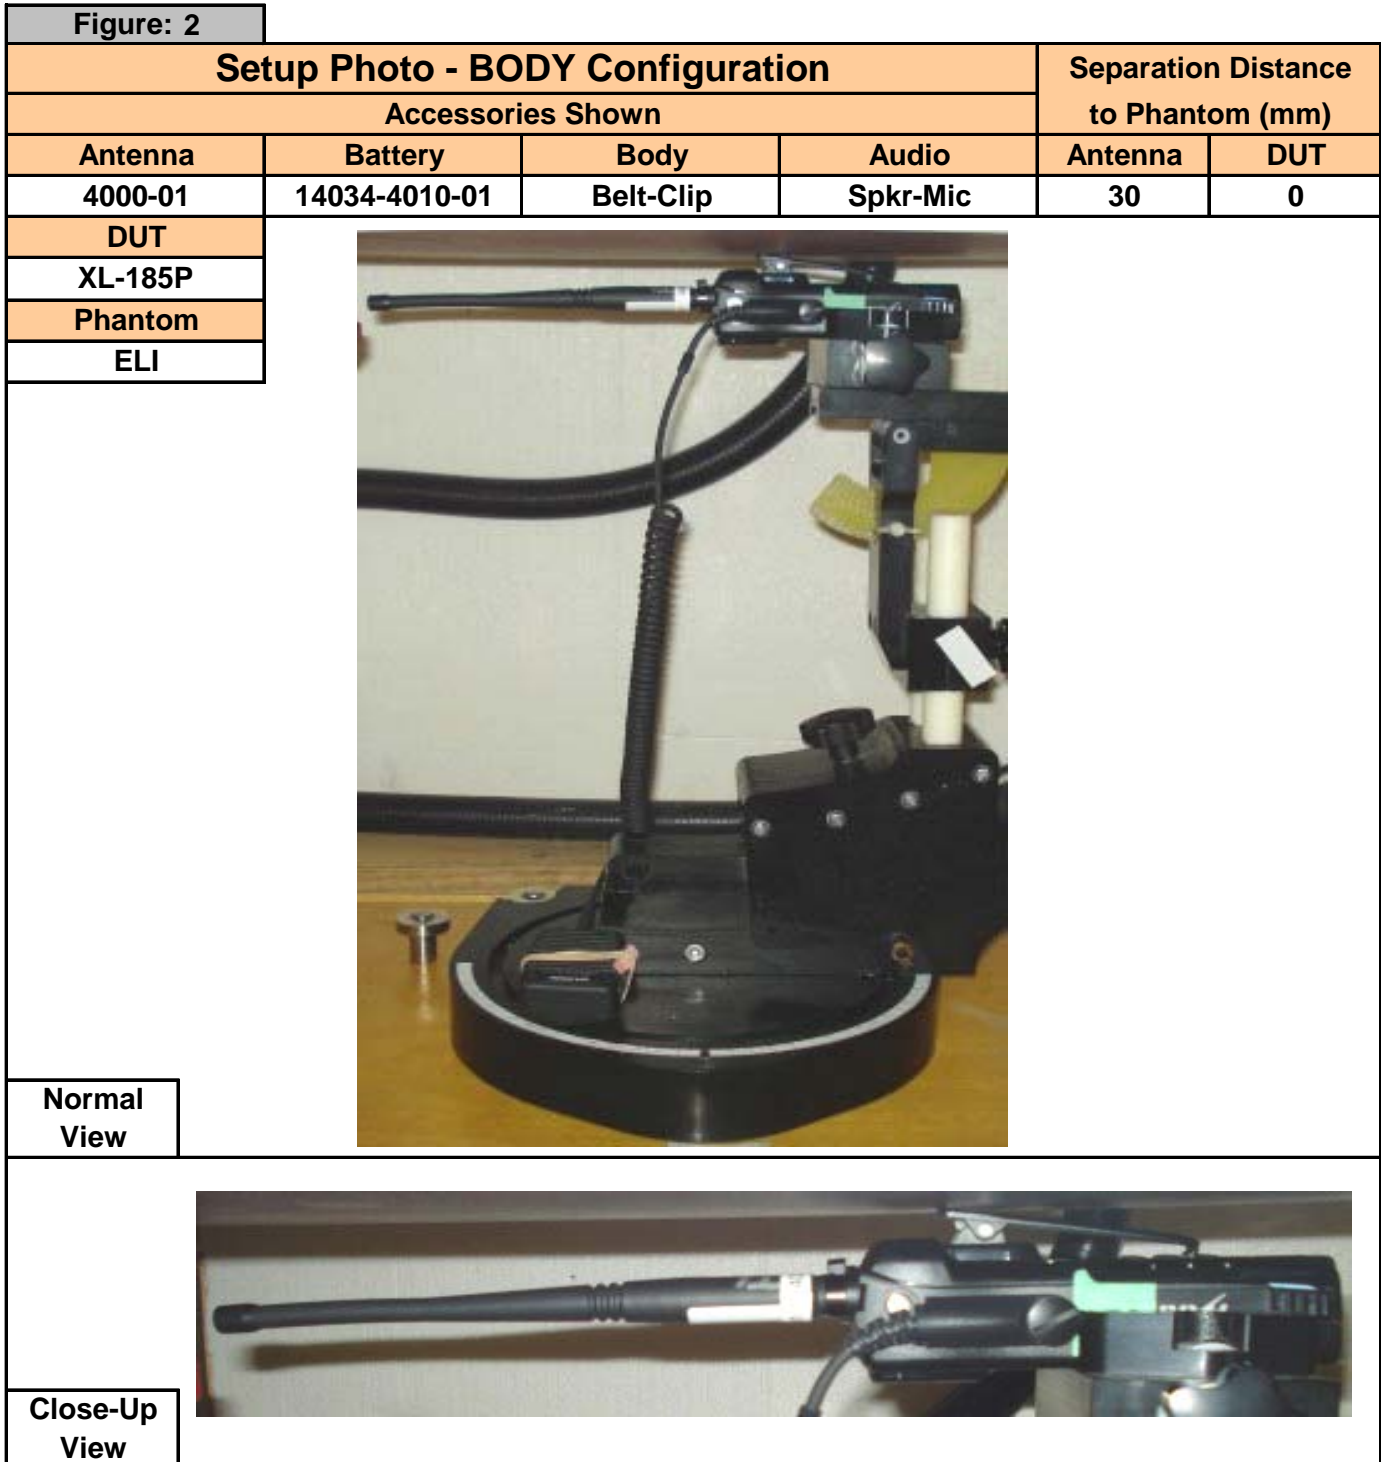 Figure: 2
Setup Photo - BODY Configuration
Separation Distance
to Phantom (mm)
Accessories Shown
Antenna Battery Body Audio Antenna DUT
4000-01 14034-4010-01 Belt-Clip Spkr-Mic 30 0
DUT
XL-185P
Phantom
ELI
Normal
View
Close-Up
View